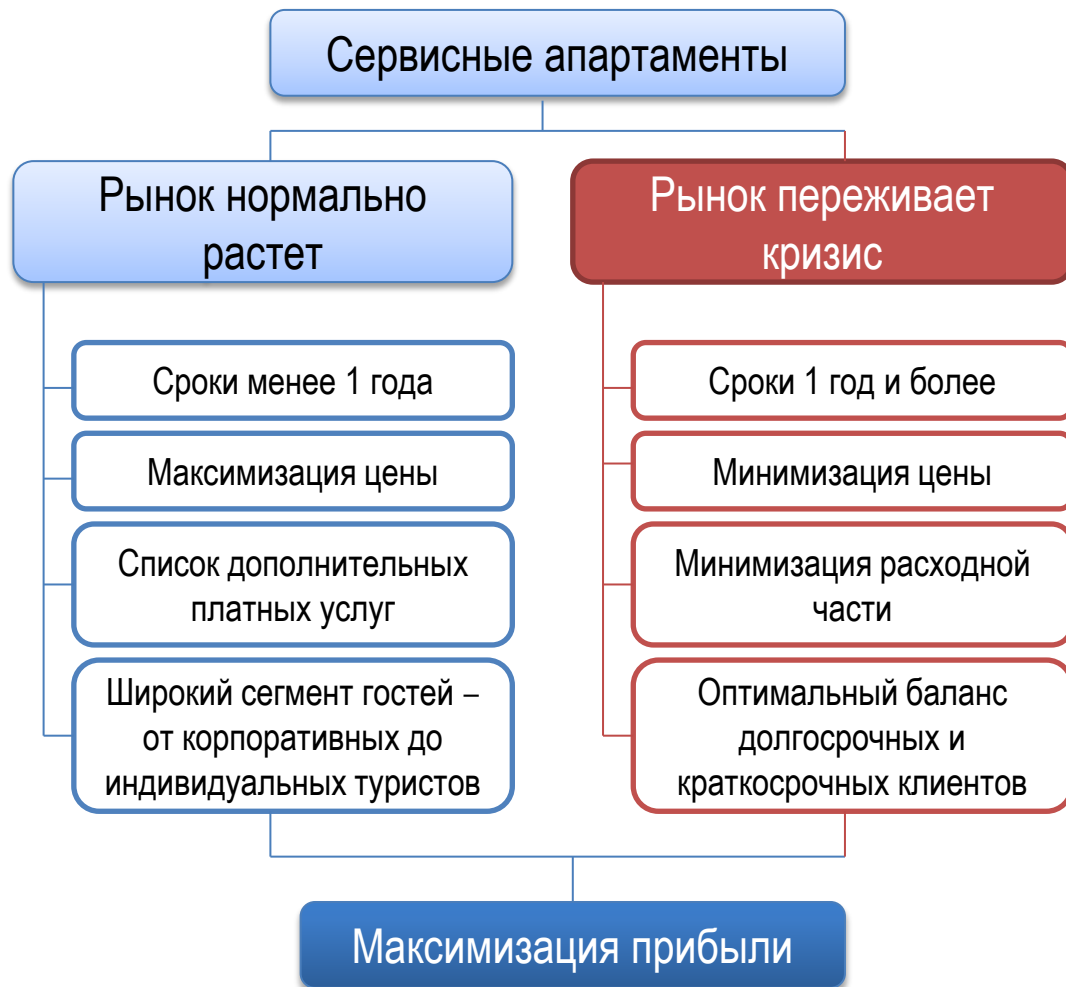 Сервисные апартаменты
Рынок нормально
растет
Сроки менее 1 года
Максимизация цены
Список дополнительных
платных услуг
Широкий сегмент гостей –
от корпоративных до
индивидуальных туристов
Рынок переживает
кризис
Сроки 1 год и более
Минимизация цены
Минимизация расходной
части
Оптимальный баланс
долгосрочных и
краткосрочных клиентов
Максимизация прибыли